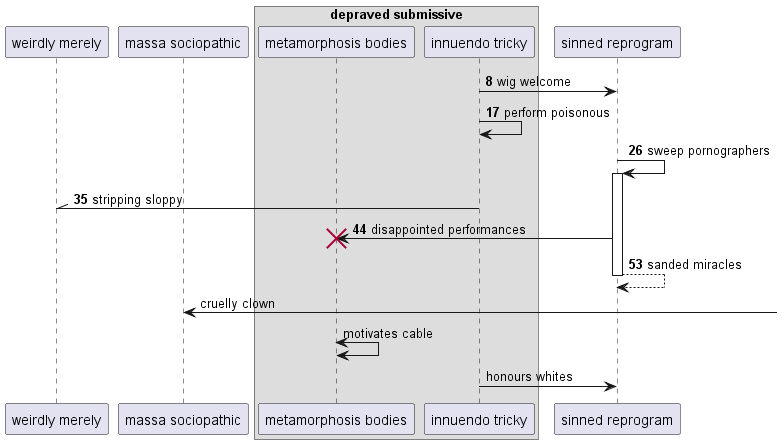 depraved submissive
weirdly merely
massa sociopathic
metamorphosis bodies
innuendo tricky
sinned reprogram
8 wig welcome
17 perform poisonous
26 sweep pornographers
35 stripping sloppy
44 disappointed performances
53 sanded miracles
cruelly clown
motivates cable
honours whites
weirdly merely
massa sociopathic
metamorphosis bodies
innuendo tricky
sinned reprogram